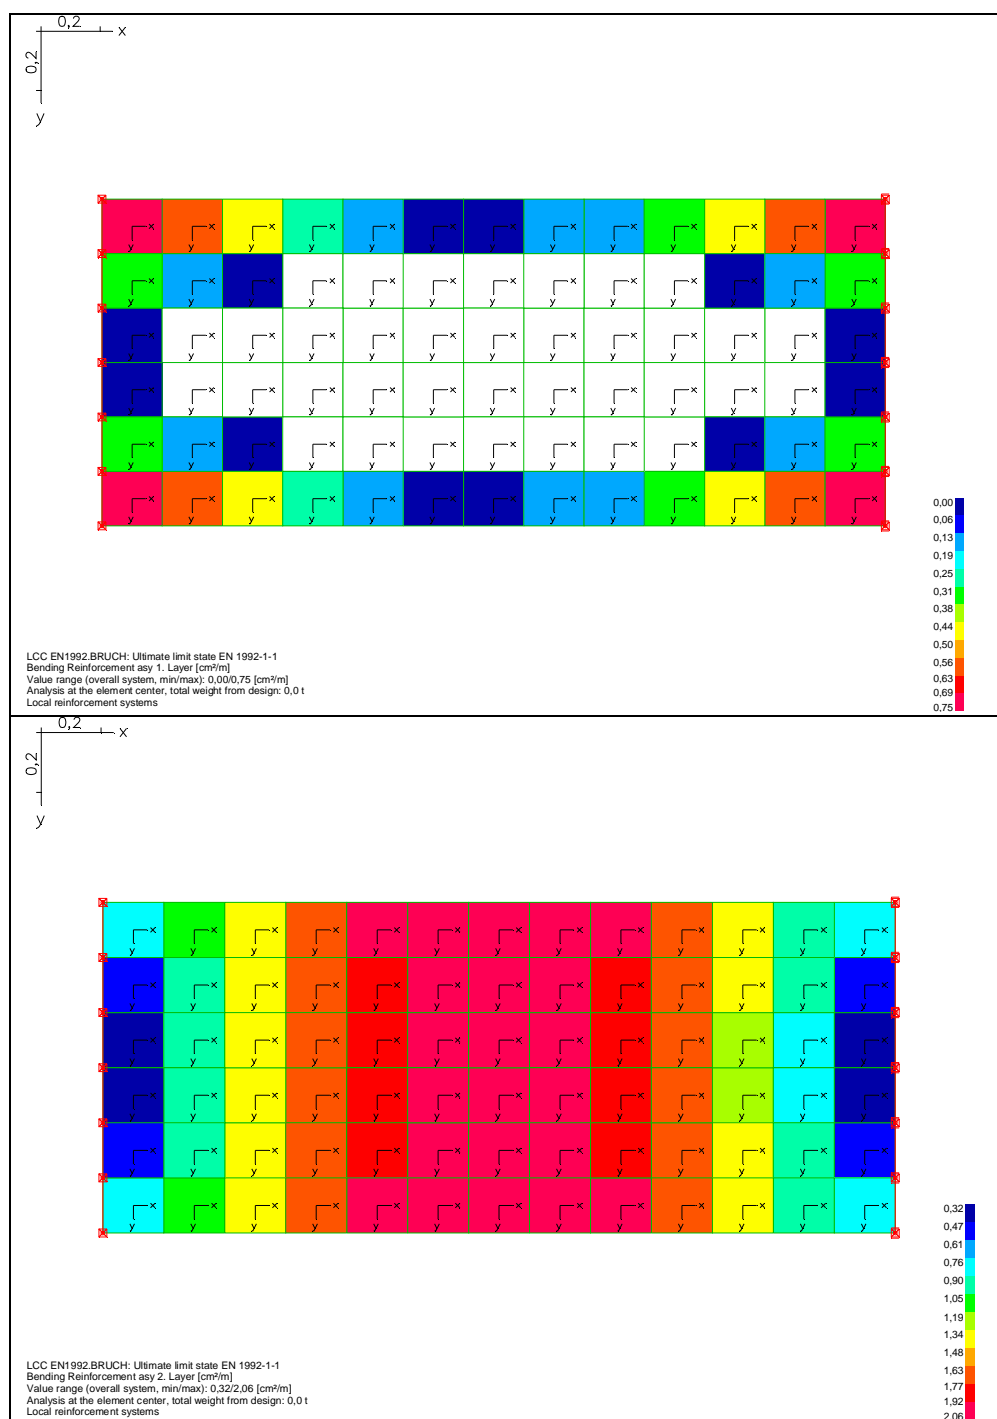 0,2 x
0,2
y
x x x x x x x x x x x x x
y y y y y y y y y y y y y
x x x x x x x x x x x x x
y y y y y y y y y y y y y
x x x x x x x x x x x x x
y y y y y y y y y y y y y
x x x x x x x x x x x x x
y y y y y y y y y y y y y
x x x x x x x x x x x x x
y y y y y y y y y y y y y
x x x x x x x x x x x x x
y y y y y y y y y y y y y
0,00
0,06
0,13
0,19
0,25
0,31
0,38
0,44
0,50
0,56
0,63
0,69
0,75
LCC EN1992.BRUCH: Ultimate limit state EN 1992-1-1
Bending Reinforcement asy 1. Layer [cm²/m]
Value range (overall system, min/max): 0,00/0,75 [cm²/m]
Analysis at the element center, total weight from design: 0,0 t
Local reinforcement systems
0,2 x
0,2
y
x x x x x x x x x x x x x
y y y y y y y y y y y y y
x x x x x x x x x x x x x
y y y y y y y y y y y y y
x x x x x x x x x x x x x
y y y y y y y y y y y y y
x x x x x x x x x x x x x
y y y y y y y y y y y y y
x x x x x x x x x x x x x
y y y y y y y y y y y y y
x x x x x x x x x x x x x
y y y y y y y y y y y y y
0,32
0,47
0,61
0,76
0,90
1,05
1,19
1,34
1,48
1,63
1,77
1,92
2,06
LCC EN1992.BRUCH: Ultimate limit state EN 1992-1-1
Bending Reinforcement asy 2. Layer [cm²/m]
Value range (overall system, min/max): 0,32/2,06 [cm²/m]
Analysis at the element center, total weight from design: 0,0 t
Local reinforcement systems